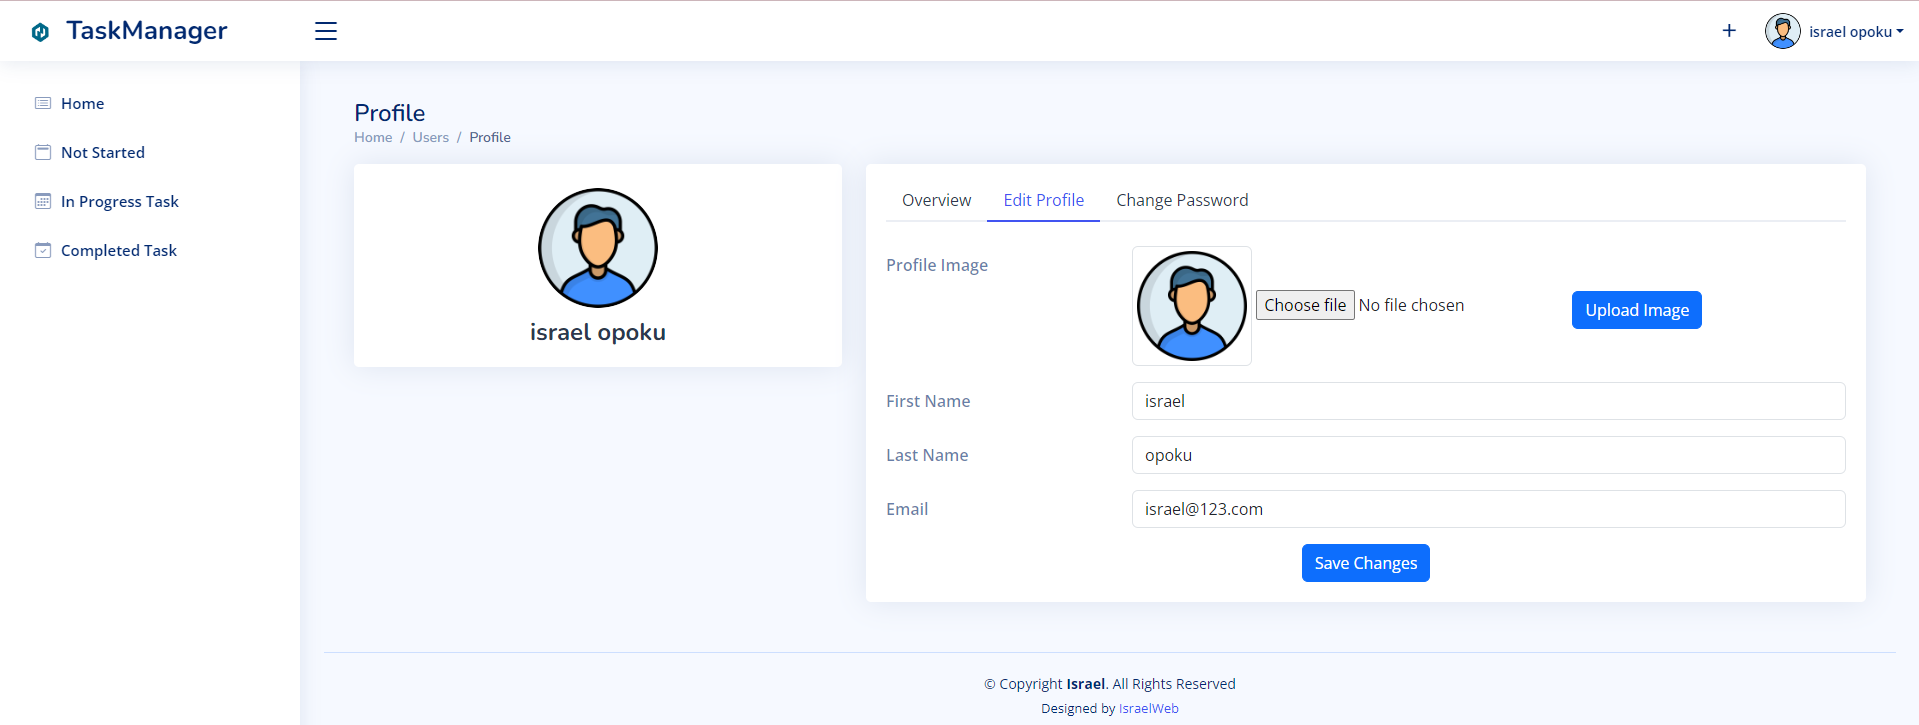 TaskManager
israel opoku
Home
Not Started
In Progress Task
Completed Task
Profile
Home / Users / Profile
israel opoku
Overview Edit Profile Change Password
Profile Image
Choose file No file chosen
Upload Image
First Name
israel
Last Name
opoku
Email
israel@123.com
Save Changes
© Copyright Israel. All Rights Reserved
Designed by IsraelWeb